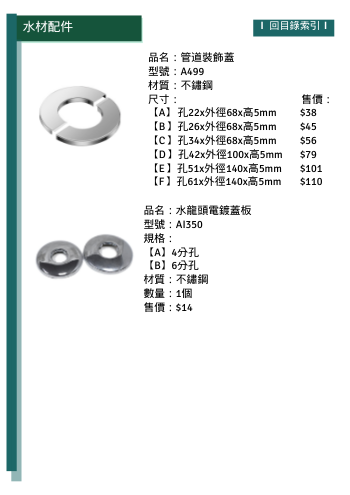 水材配件
I 回目錄索引 I
品名：管道裝飾蓋
型號：A499
材質：不鏽鋼
尺寸： 售價：
【A】孔22x外徑68x高5mm $38
【B】孔26x外徑68x高5mm $45
【C】孔34x外徑68x高5mm $56
【D】孔42x外徑100x高5mm $79
【E】孔51x外徑140x高5mm $101
【F】孔61x外徑140x高5mm $110
品名：水龍頭電鍍蓋板
型號：AI350
規格：
【A】4分孔
【B】6分孔
材質：不鏽鋼
數量：1個
售價：$14